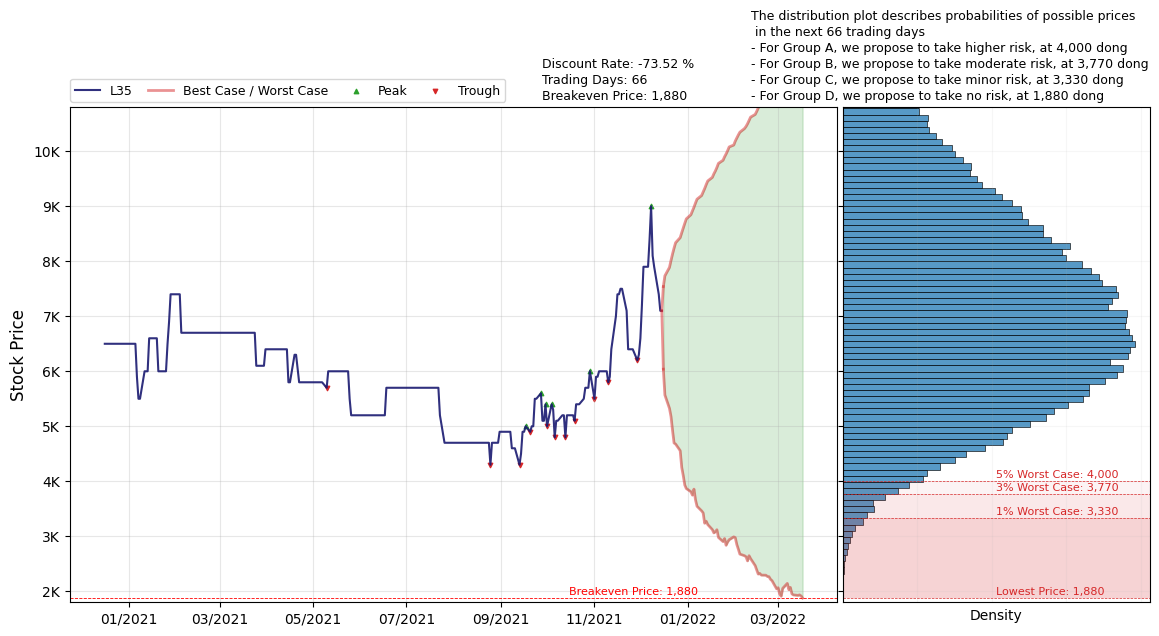 The distribution plot describes probabilities of possible prices
in the next 66 trading days
- For Group A, we propose to take higher risk, at 4,000 dong
- For Group B, we propose to take moderate risk, at 3,770 dong
- For Group C, we propose to take minor risk, at 3,330 dong
- For Group D, we propose to take no risk, at 1,880 dong
Discount Rate: -73.52 %
Trading Days: 66
Breakeven Price: 1,880
L35 Best Case / Worst Case Peak Trough
Stock Price
10K
9K
8K
7K
6K
5K
4K
3K
2K
Breakeven Price: 1,880
01/2021 03/2021 05/2021 07/2021 09/2021 11/2021 01/2022 03/2022
5% Worst Case: 4,000
3% Worst Case: 3,770
1% Worst Case: 3,330
Lowest Price: 1,880
Density